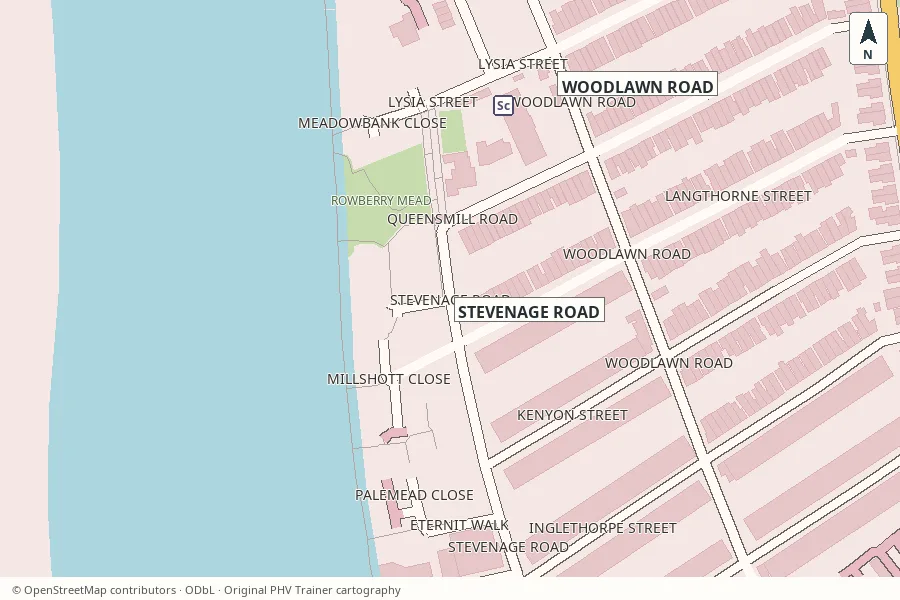 N
LYSIA STREET
WOODLAWN ROAD
LYSIA STREET
Sc
WOODLAWN ROAD
MEADOWBANK CLOSE
LANGTHORNE STREET
ROWBERRY MEAD
QUEENSMILL ROAD
WOODLAWN ROAD
STEVENAGE ROAD
STEVENAGE ROAD
WOODLAWN ROAD
MILLSHOTT CLOSE
KENYON STREET
PALEMEAD CLOSE
ETERNIT WALK
INGLETHORPE STREET
STEVENAGE ROAD
© OpenStreetMap contributors · ODbL · Original PHV Trainer cartography